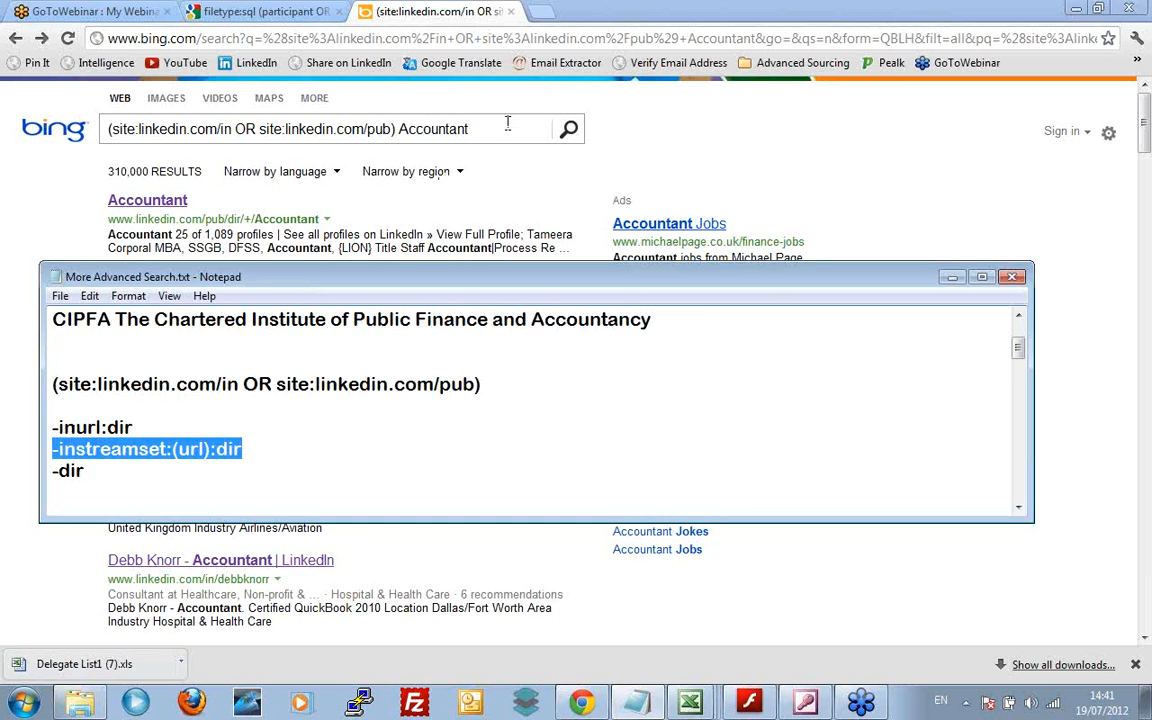 GoToWebinar : My Webina
filetype:sql (participant OR
(site:linkedin.com/in OR sit
www.bing.com/search?q=%28site%3Alinkedin.com%2Fin+OR+site%3Alinkedin.com%2Fpub%29+Accountant&go=&qs=n&form=QBLH&filt=all&pq=%28site%3Alinke
Pin It
Intelligence
YouTube
LinkedIn
Share on LinkedIn
Google Translate
Email Extractor
Verify Email Address
Advanced Sourcing
Pealk
GoToWebinar
»
WEB IMAGES VIDEOS MAPS MORE
bing
(site:linkedin.com/in OR site:linkedin.com/pub) Accountant
Sign in
310,000 RESULTS Narrow by language Narrow by region
Accountant
www.linkedin.com/pub/dir/+/Accountant
Accountant 25 of 1,089 profiles | See all profiles on LinkedIn » View Full Profile; Tameera
Corporal MBA, SSGB, DFSS, Accountant, {LION} Title Staff Accountant|Process Re ...
Ads
Accountant Jobs
www.michaelpage.co.uk/finance-jobs
Accountant jobs from Michael Page
More Advanced Search.txt - Notepad
File Edit Format View Help
CIPFA The Chartered Institute of Public Finance and Accountancy
(site:linkedin.com/in OR site:linkedin.com/pub)
-inurl:dir
-instreamset:(url):dir
-dir
United Kingdom Industry Airlines/Aviation
Debb Knorr - Accountant | LinkedIn
www.linkedin.com/in/debbknorr
Consultant at Healthcare, Non-profit & ... · Hospital & Health Care · 6 recommendations
Debb Knorr - Accountant. Certified QuickBook 2010 Location Dallas/Fort Worth Area
Industry Hospital & Health Care
Accountant Jokes
Accountant Jobs
Delegate List1 (7).xls
Show all downloads...
EN
14:41
19/07/2012